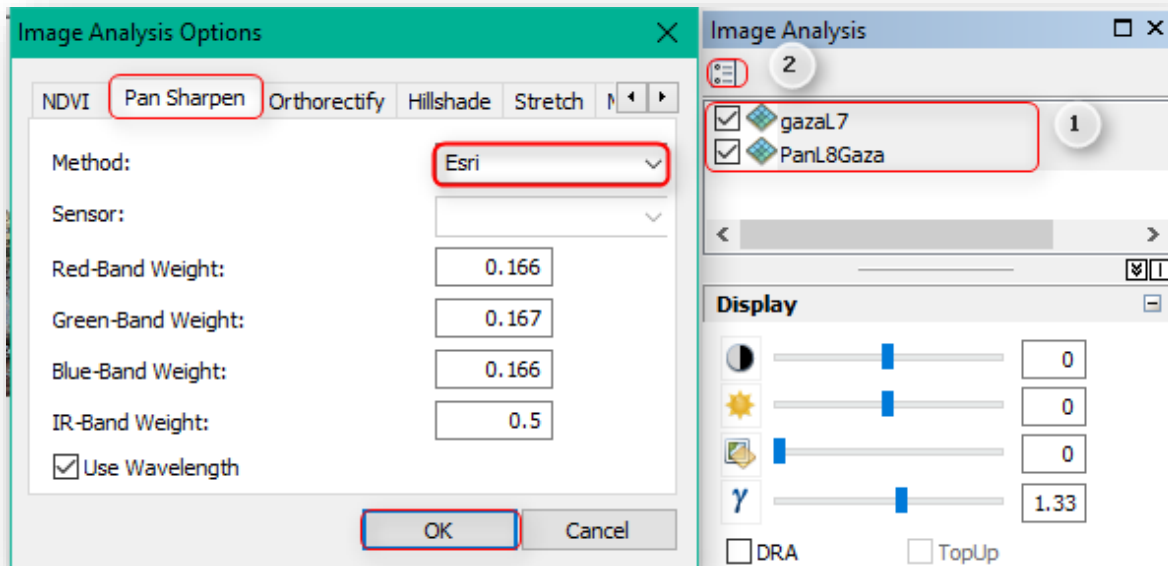 Image Analysis Options
NDVI Pan Sharpen Orthorectify Hillshade Stretch
Method: Esri
Sensor:
Red-Band Weight: 0.166
Green-Band Weight: 0.167
Blue-Band Weight: 0.166
IR-Band Weight: 0.5
Use Wavelength
OK Cancel
Image Analysis
2
gazaL7
PanL8Gaza
1
Display
0
0
0
γ 1.33
DRA TopUp